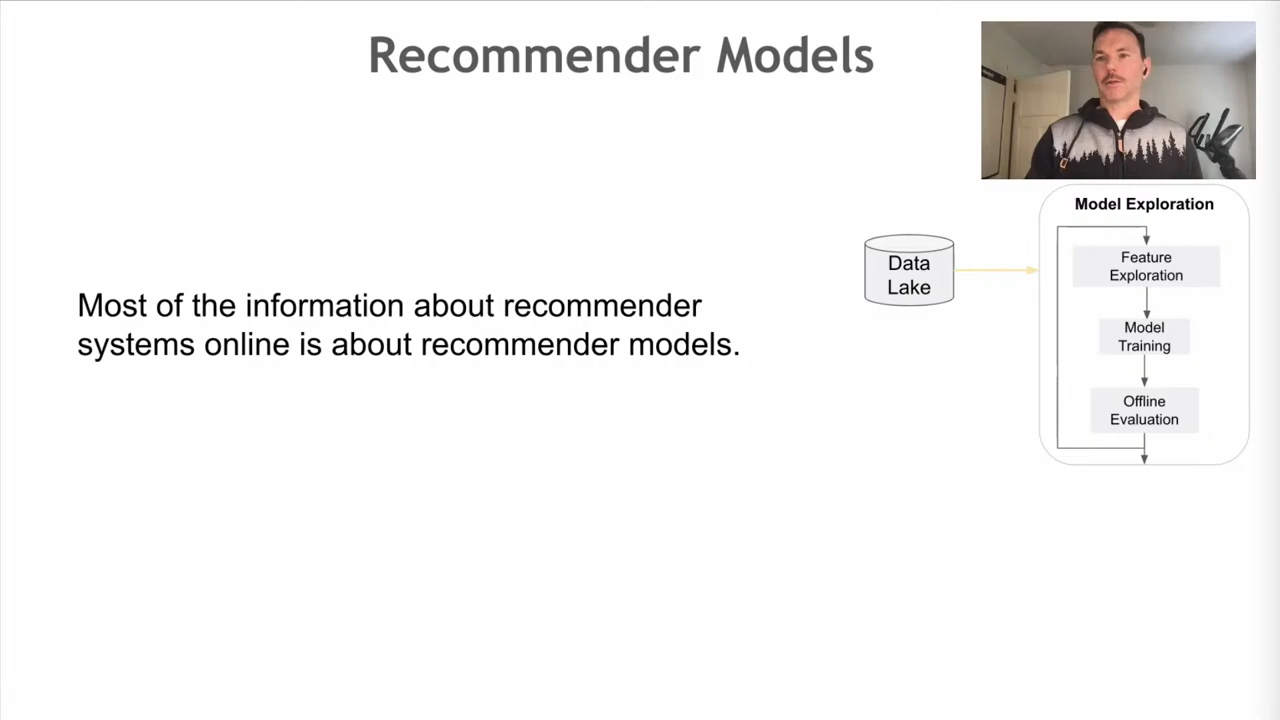 Recommender Models
Most of the information about recommender
systems online is about recommender models.
Data
Lake
Model Exploration
Feature
Exploration
Model
Training
Offline
Evaluation